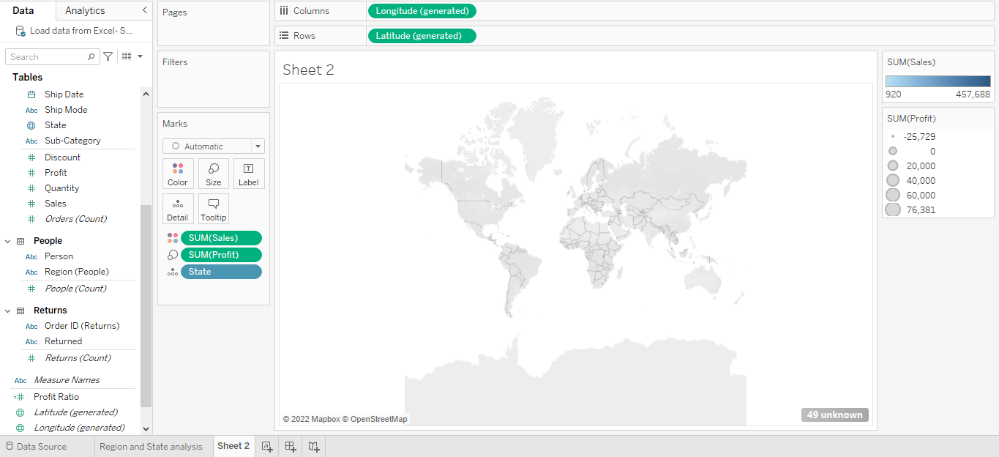 Data
Analytics
Load data from Excel- S...
Search
Tables
Ship Date
Abc Ship Mode
State
Abc Sub-Category
Discount
Profit
Quantity
Sales
Orders (Count)
People
Abc Person
Abc Region (People)
People (Count)
Returns
Abc Order ID (Returns)
Abc Returned
Returns (Count)
Abc Measure Names
Profit Ratio
Latitude (generated)
Longitude (generated)
Pages
Filters
Marks
Automatic
Color Size Label
Detail Tooltip
SUM(Sales)
SUM(Profit)
State
Columns Longitude (generated)
Rows Latitude (generated)
Sheet 2
© 2022 Mapbox © OpenStreetMap
49 unknown
SUM(Sales)
920 457,688
SUM(Profit)
-25,729
0
20,000
40,000
60,000
76,381
Data Source Region and State analysis Sheet 2